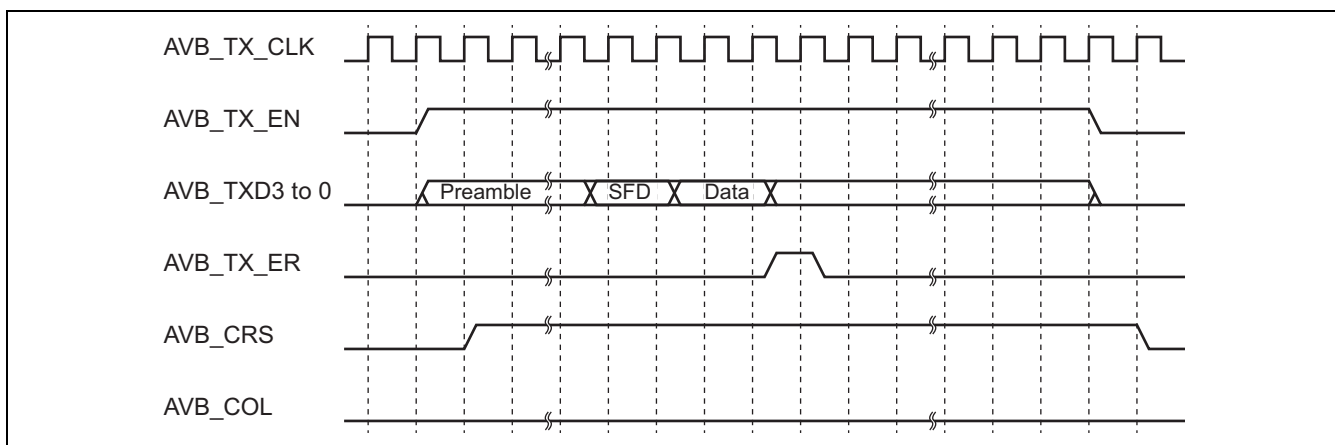 AVB_TX_CLK
AVB_TX_EN
AVB_TXD3 to 0
Preamble
SFD
Data
AVB_TX_ER
AVB_CRS
AVB_COL